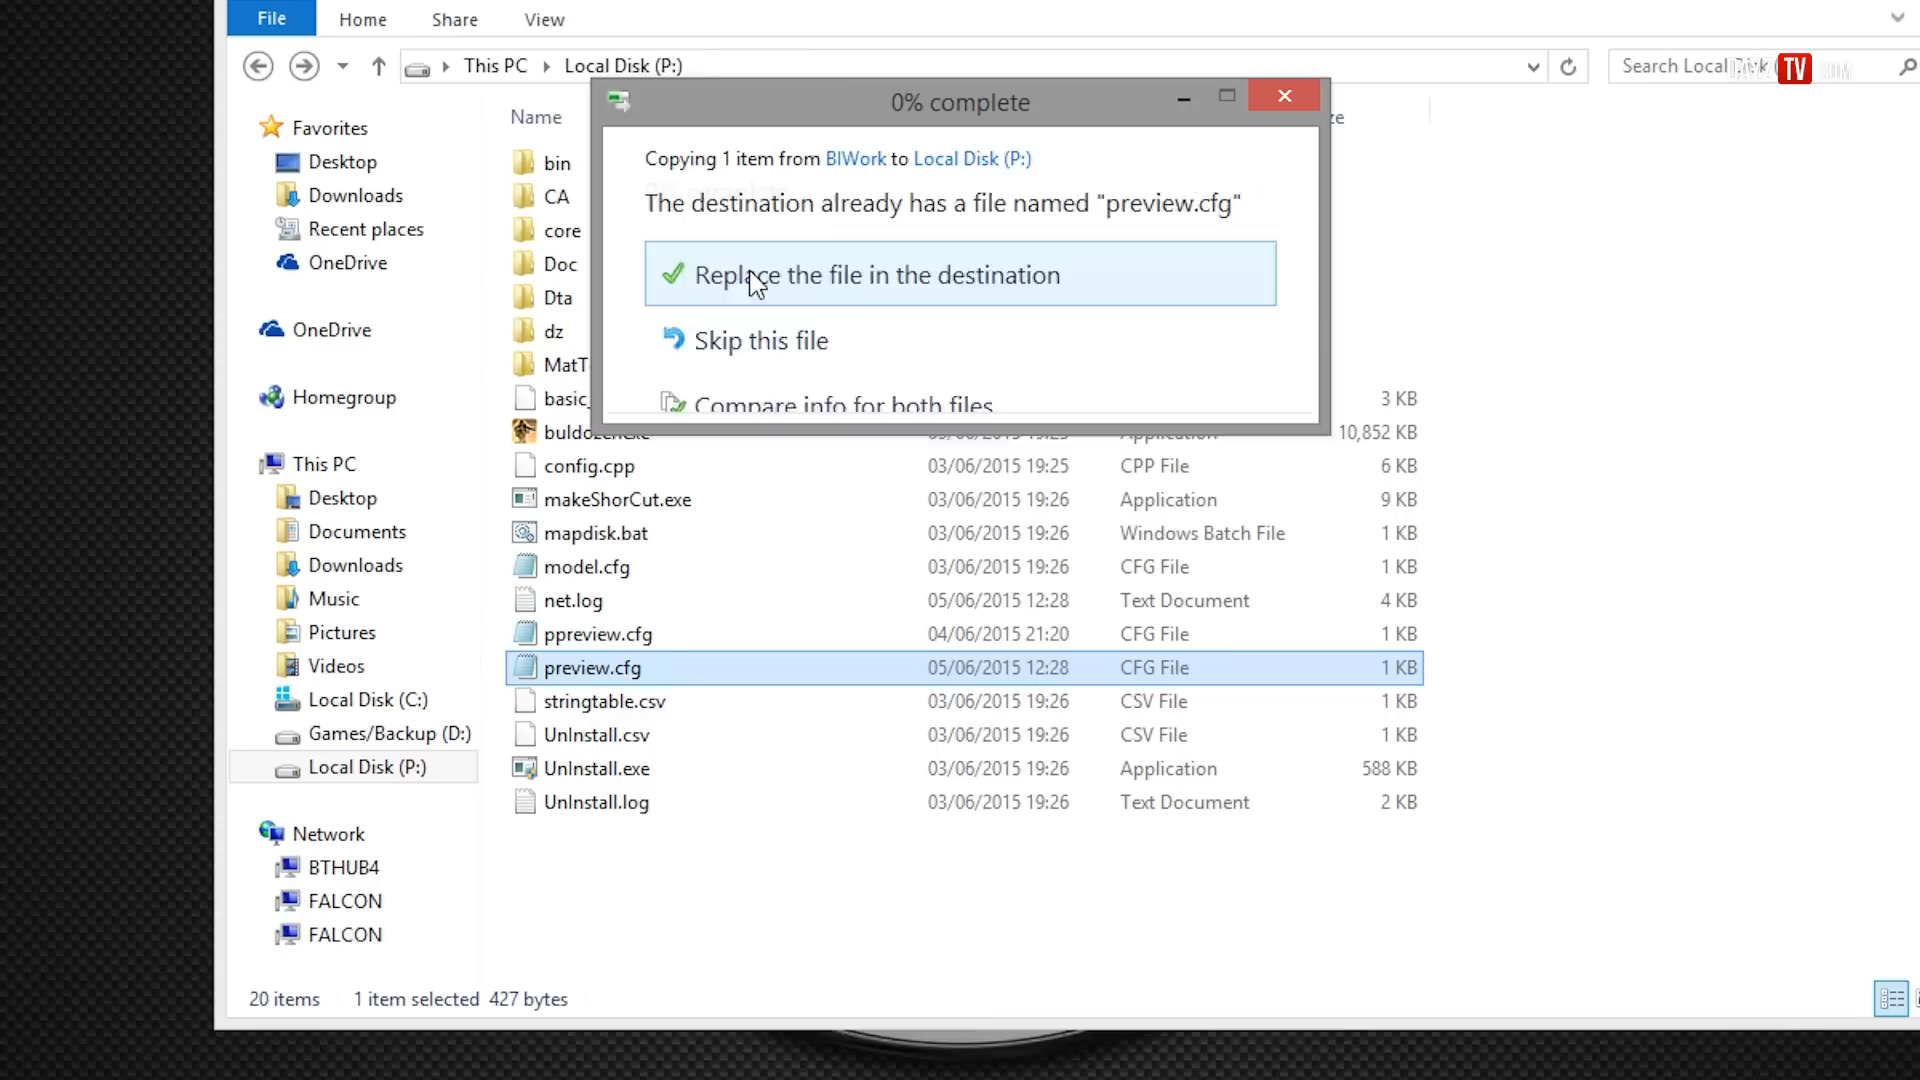 File Home Share View
This PC Local Disk (P:)
Search Local Disk (
TV
0% complete
Copying 1 item from BIWork to Local Disk (P:)
The destination already has a file named "preview.cfg"
Replace the file in the destination
Skip this file
Compare info for both files
Favorites
Desktop
Downloads
Recent places
OneDrive
OneDrive
Homegroup
This PC
Desktop
Documents
Downloads
Music
Pictures
Videos
Local Disk (C:)
Games/Backup (D:)
Local Disk (P:)
Network
BTHUB4
FALCON
FALCON
Name
bin
CA
core
Doc
Dta
dz
MatT
basic_ 3 KB
buldozer.exe 03/06/2015 19:25 Application 10,852 KB
config.cpp 03/06/2015 19:25 CPP File 6 KB
makeShorCut.exe 03/06/2015 19:26 Application 9 KB
mapdisk.bat 03/06/2015 19:26 Windows Batch File 1 KB
model.cfg 03/06/2015 19:26 CFG File 1 KB
net.log 05/06/2015 12:28 Text Document 4 KB
ppreview.cfg 04/06/2015 21:20 CFG File 1 KB
preview.cfg 05/06/2015 12:28 CFG File 1 KB
stringtable.csv 03/06/2015 19:26 CSV File 1 KB
UnInstall.csv 03/06/2015 19:26 CSV File 1 KB
UnInstall.exe 03/06/2015 19:26 Application 588 KB
UnInstall.log 03/06/2015 19:26 Text Document 2 KB
20 items 1 item selected 427 bytes